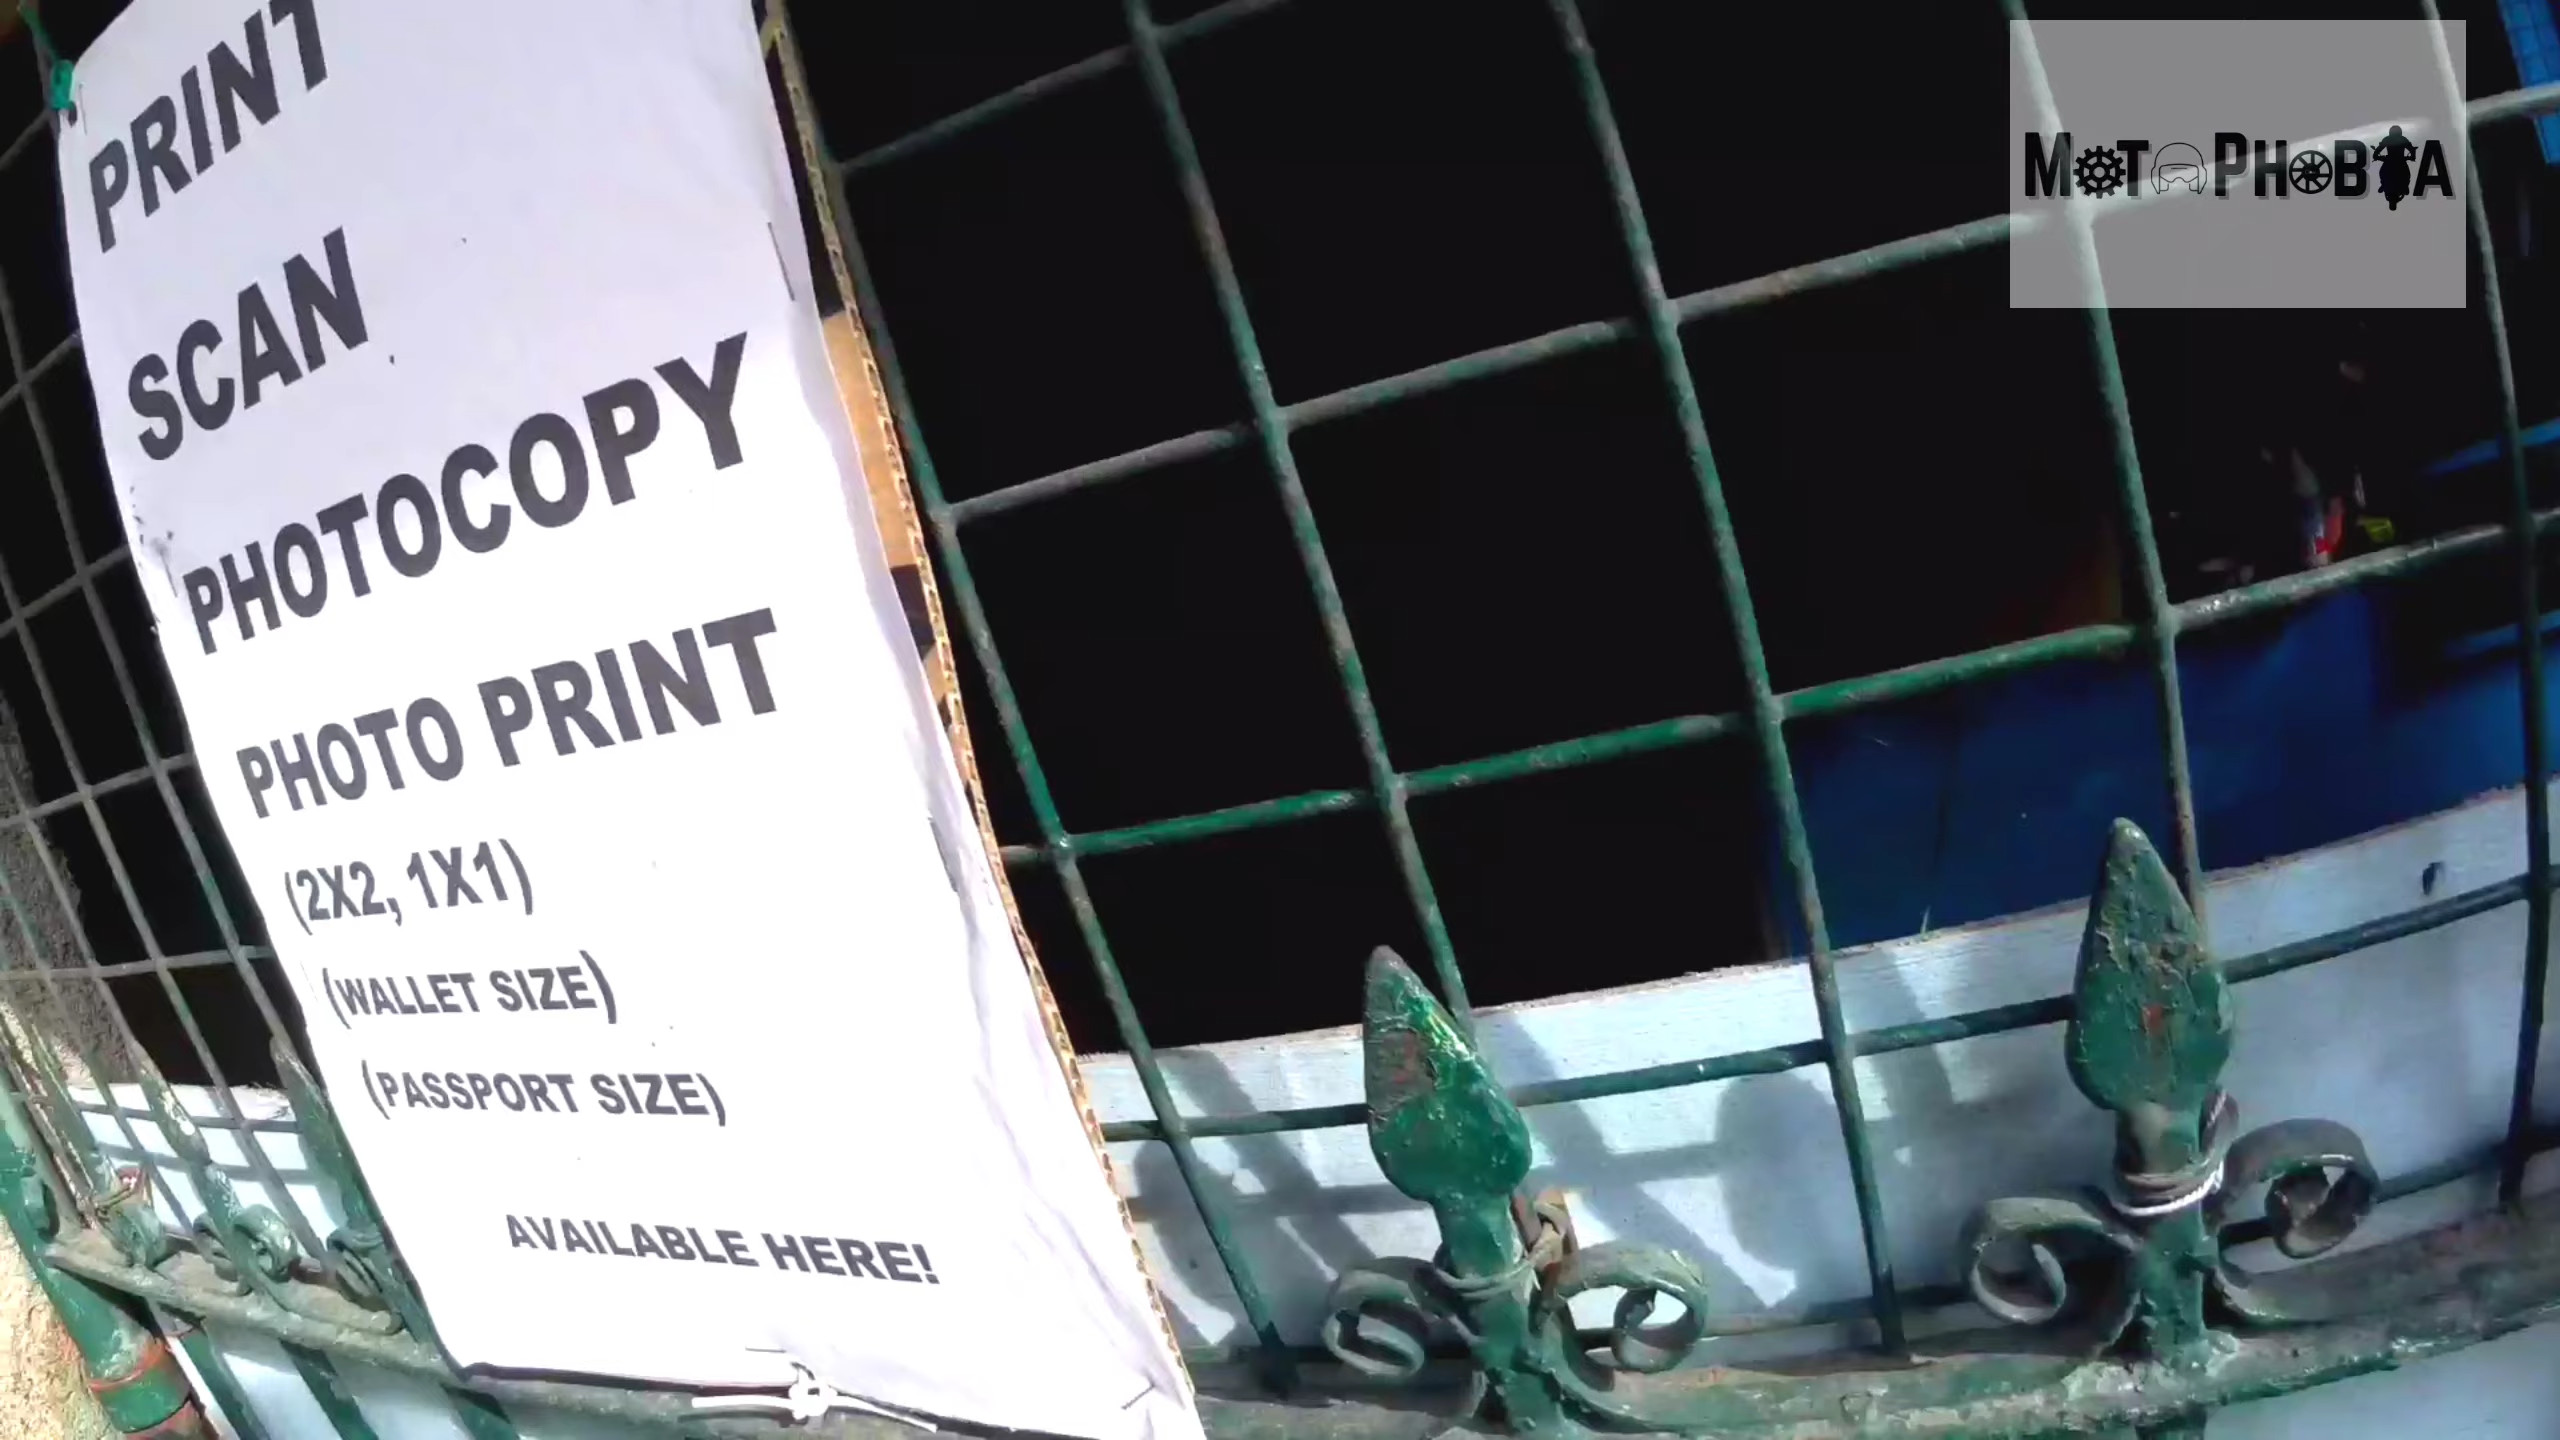 PRINT
SCAN
PHOTOCOPY
PHOTO PRINT
(2X2, 1X1)
(WALLET SIZE)
(PASSPORT SIZE)
AVAILABLE HERE!
MOTOPHOBIA